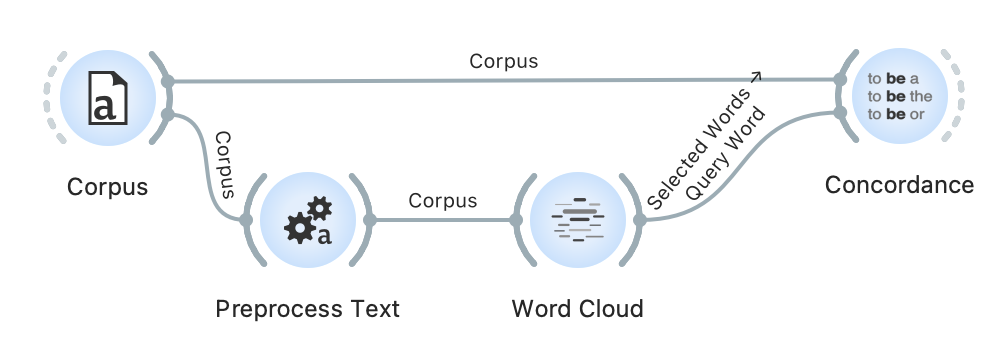 Corpus
a
to be a
to be the
to be or
Selected Words ↗
Query Word
Corpus
Corpus
Concordance
Corpus
a
Preprocess Text
Word Cloud